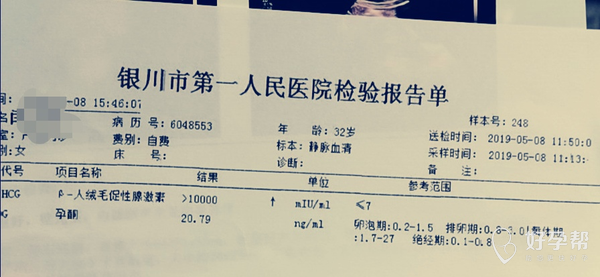 银川市第一人民医院检验报告单
间: -08 15:46:07 样本号: 248
病历号: 6048553 年龄: 32岁 送检时间: 2019-05-08 11:50:0
费别: 自费 标本: 静脉血清 采样时间: 2019-05-08 11:13:
别: 女 床号: 诊断: 备注:
代号 项目名称 结果 单位 参考范围
HCG β-人绒毛促性腺激素 >10000 ↑ mIU/ml ≤7
孕酮 20.79 ng/ml 卵泡期:0.2-1.5 排卵期:0.8-3.0
:1.7-27 绝经期:0.1-0.8
好学帮